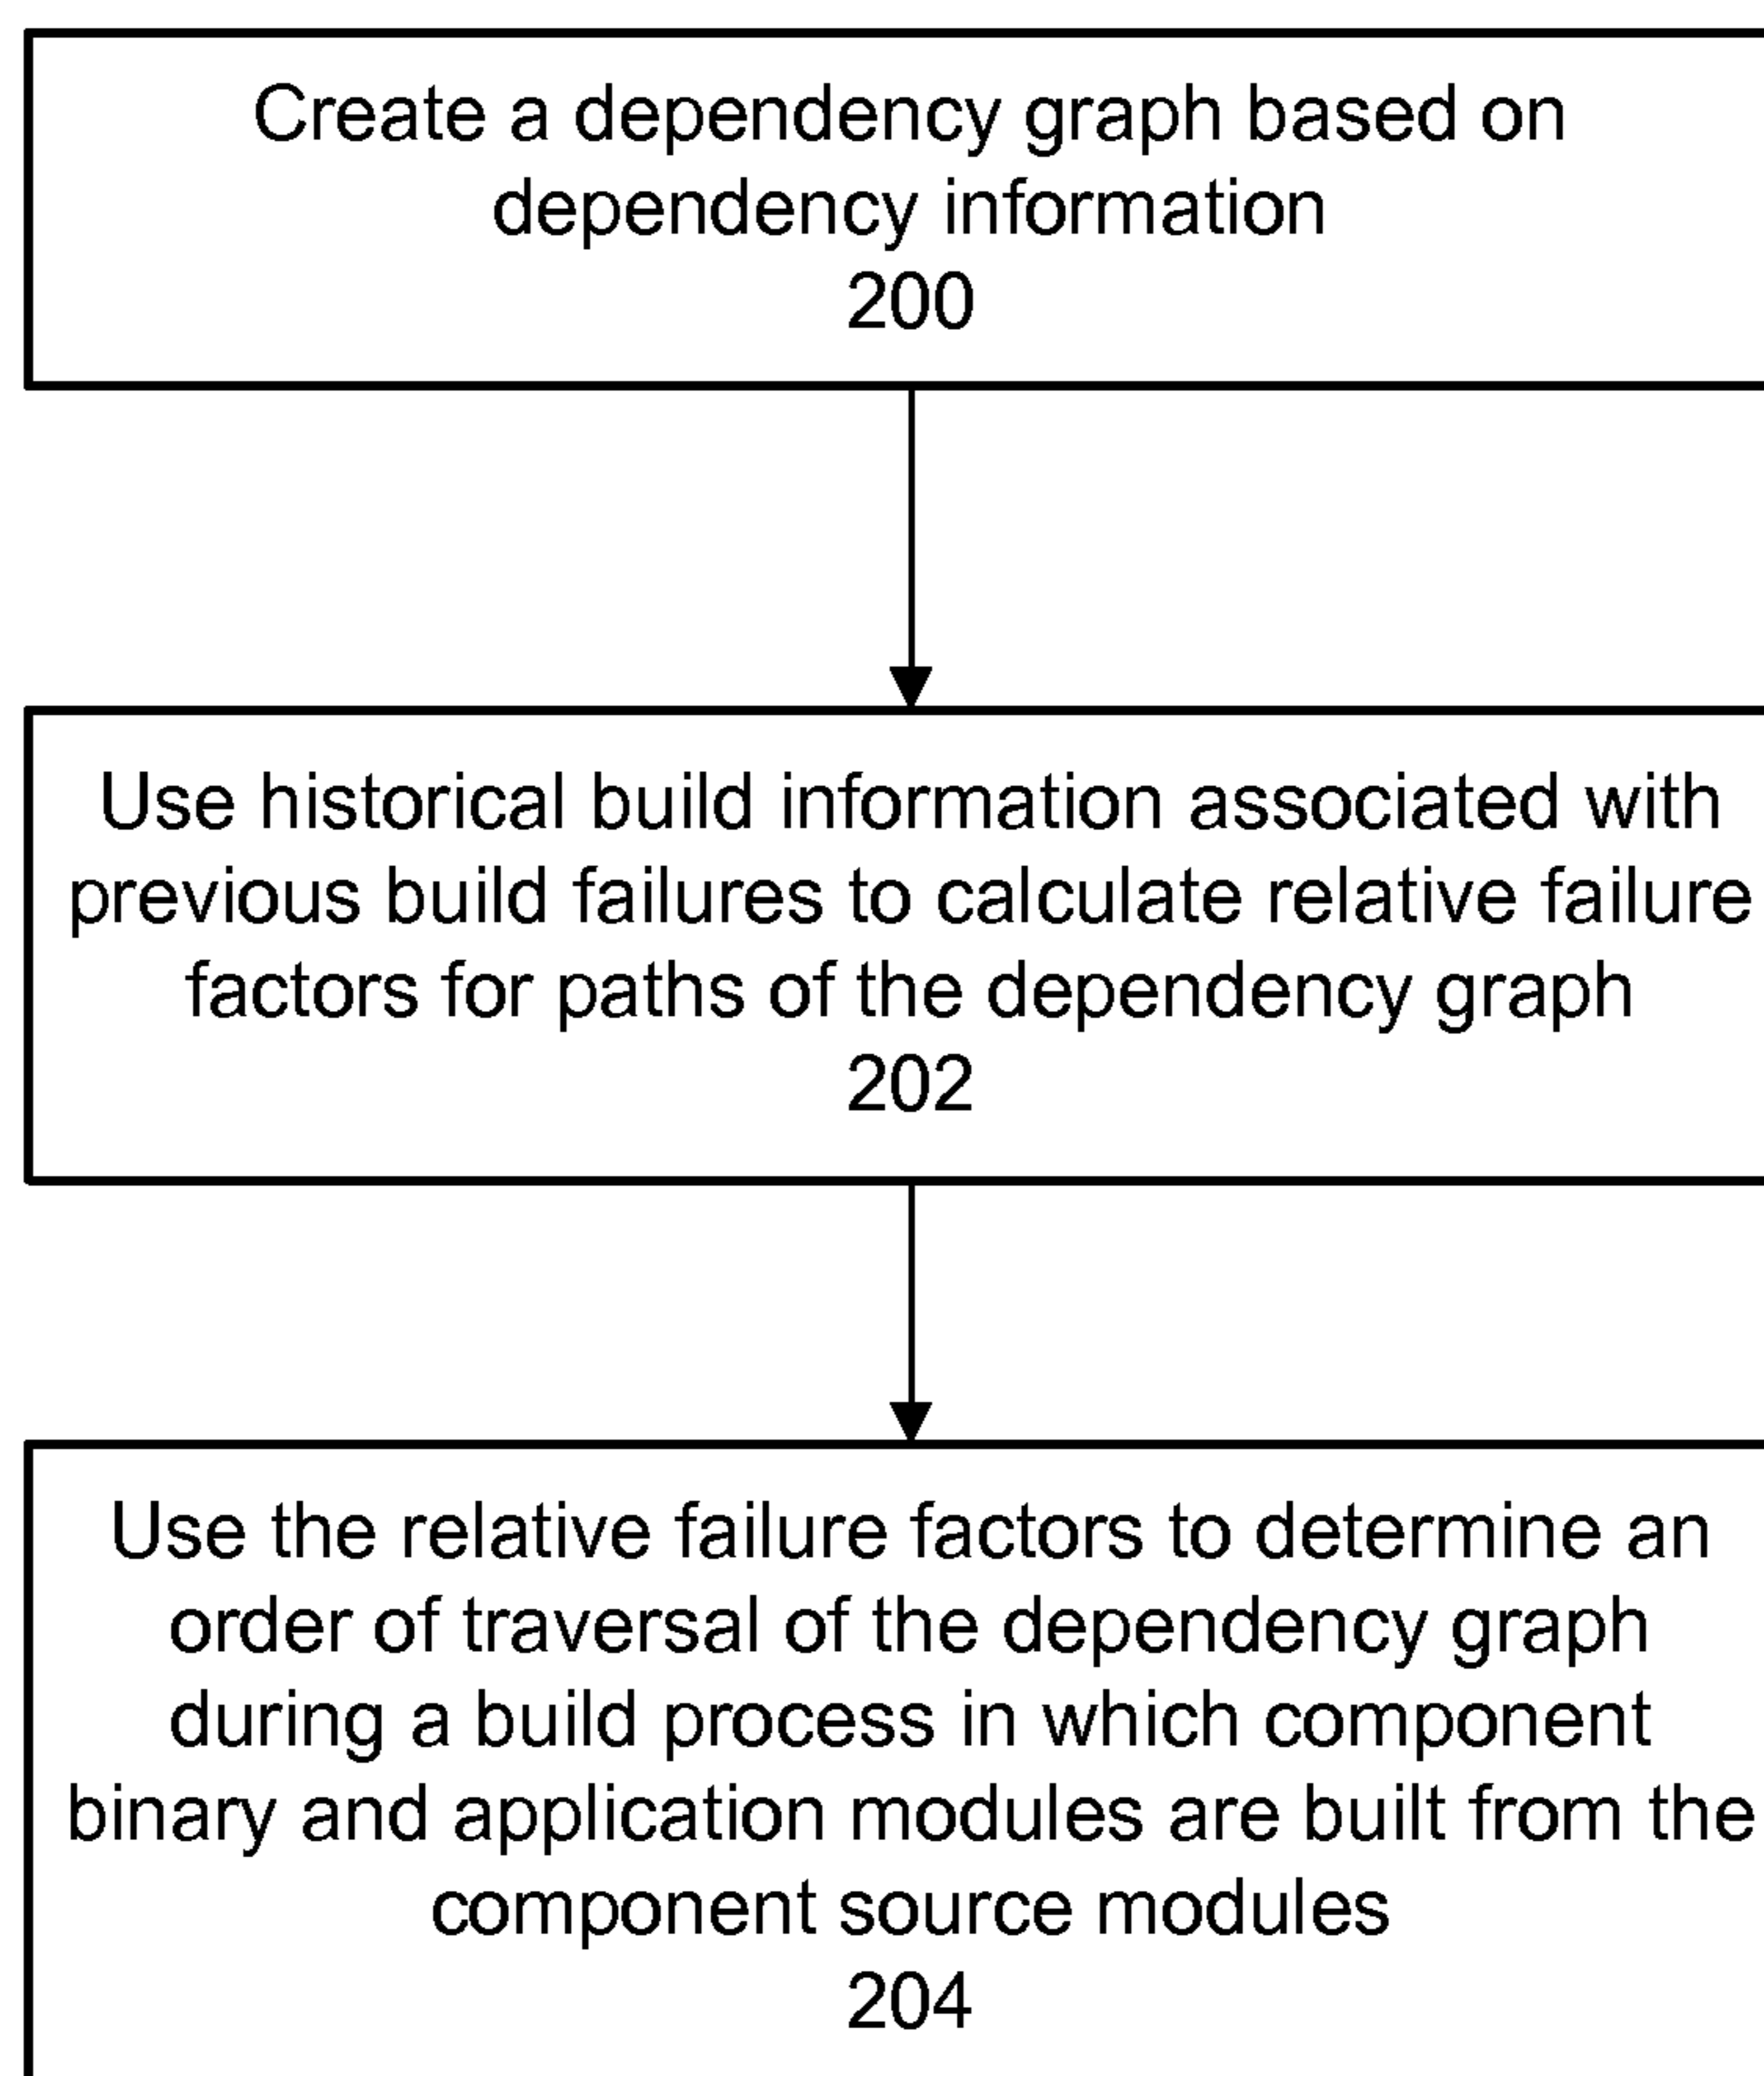 Create a dependency graph based on
dependency information
200
Use historical build information associated with
previous build failures to calculate relative failure
factors for paths of the dependency graph
202
Use the relative failure factors to determine an
order of traversal of the dependency graph
during a build process in which component
binary and application modules are built from the
component source modules
204